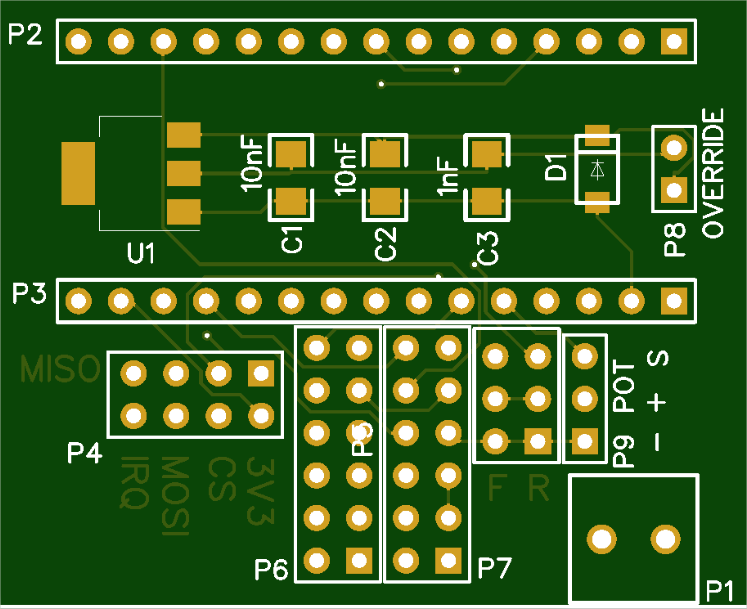 P2
10nF
10nF
1nF
D1
OVERRIDE
U1
C1
C2
C3
P8
P3
MISO
P4
IRQ
MOSI
CS
3V3
P5
POT
S
+
-
P9
F R
P6
P7
P1